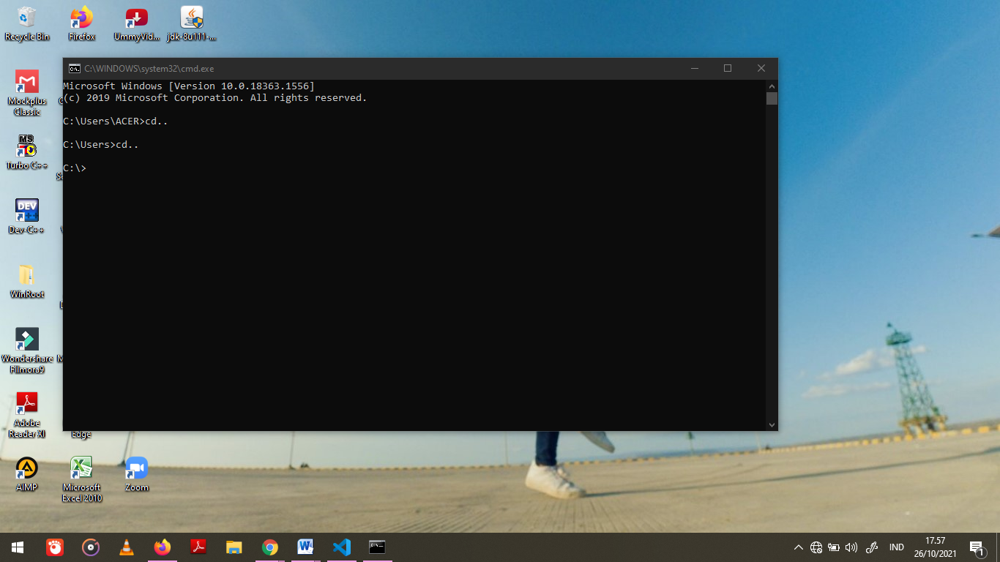 Recycle Bin
Firefox
UmmyVid...
jdk-8u111-...
C:\WINDOWS\system32\cmd.exe
Microsoft Windows [Version 10.0.18363.1556]
(c) 2019 Microsoft Corporation. All rights reserved.
C:\Users\ACER>cd..
C:\Users>cd..
C:\>
Mockplus
Classic
MS
Turbo C++
DEV
Dev-C++
WinRoot
Wondershare
Filmora9
Adobe
Reader XI
Edge
AIMP
Microsoft
Excel 2010
Zoom
IND
17.57
26/10/2021
1